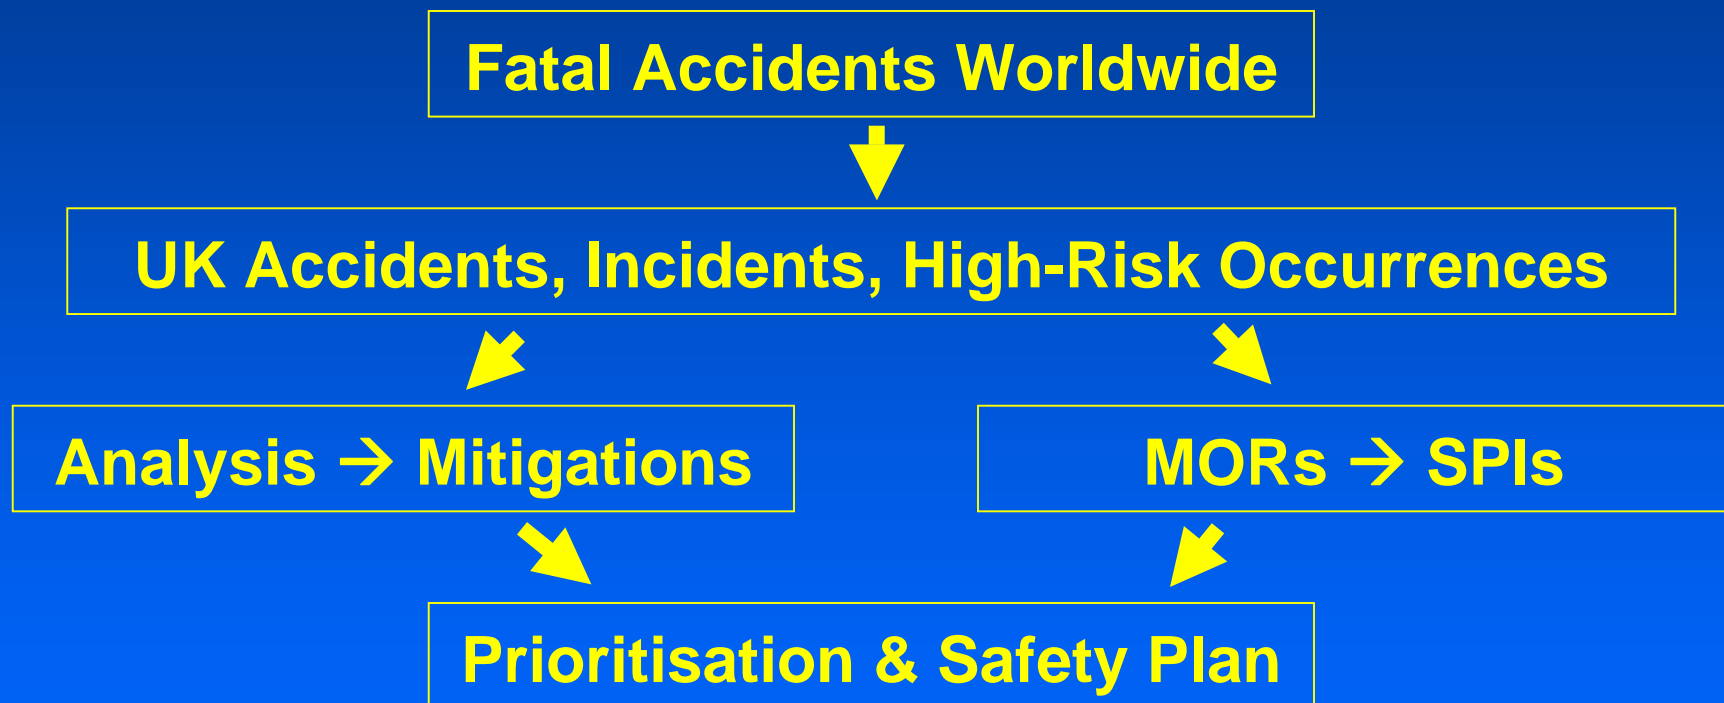 Fatal Accidents Worldwide
UK Accidents, Incidents, High-Risk Occurrences
Analysis → Mitigations
MORs → SPIs
Prioritisation & Safety Plan